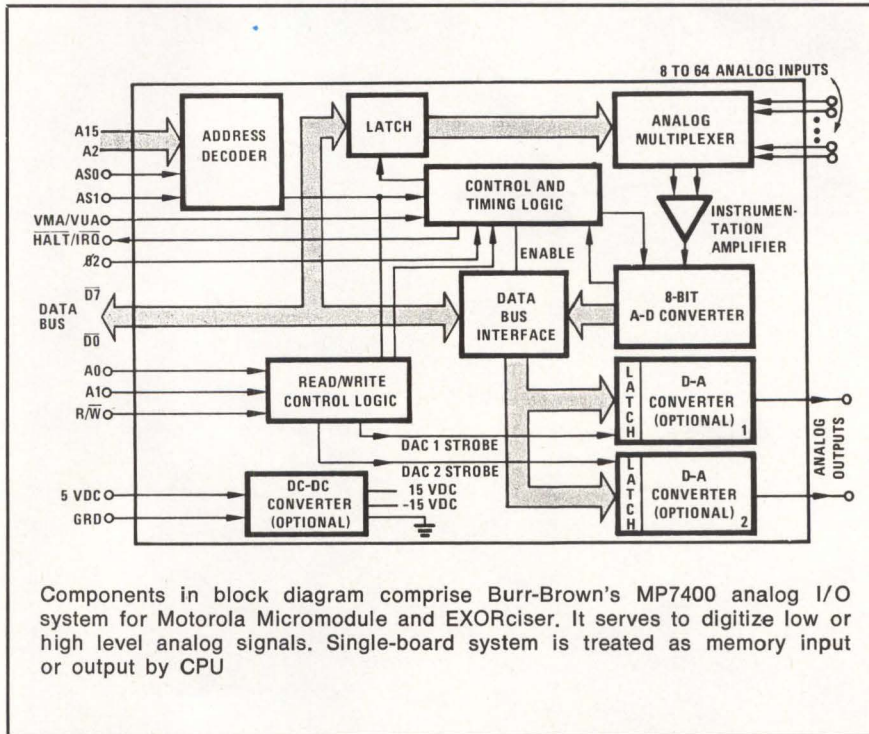 8 TO 64 ANALOG INPUTS
A15
A2
AS0
AS1
VMA/VUA
HALT/IRQ
ϕ2
DATA
BUS
D7
D0
A0
A1
R/W
5 VDC
GRD
ADDRESS
DECODER
LATCH
ANALOG
MULTIPLEXER
CONTROL AND
TIMING LOGIC
INSTRUMEN-
TATION
AMPLIFIER
ENABLE
DATA
BUS
INTERFACE
8-BIT
A-D CONVERTER
READ/WRITE
CONTROL LOGIC
LATCH
D-A
CONVERTER
(OPTIONAL) 1
DAC 1 STROBE
DAC 2 STROBE
LATCH
D-A
CONVERTER
(OPTIONAL) 2
ANALOG
OUTPUTS
DC-DC
CONVERTER
(OPTIONAL)
15 VDC
-15 VDC
Components in block diagram comprise Burr-Brown's MP7400 analog I/O
system for Motorola Micromodule and EXORciser. It serves to digitize low or
high level analog signals. Single-board system is treated as memory input
or output by CPU